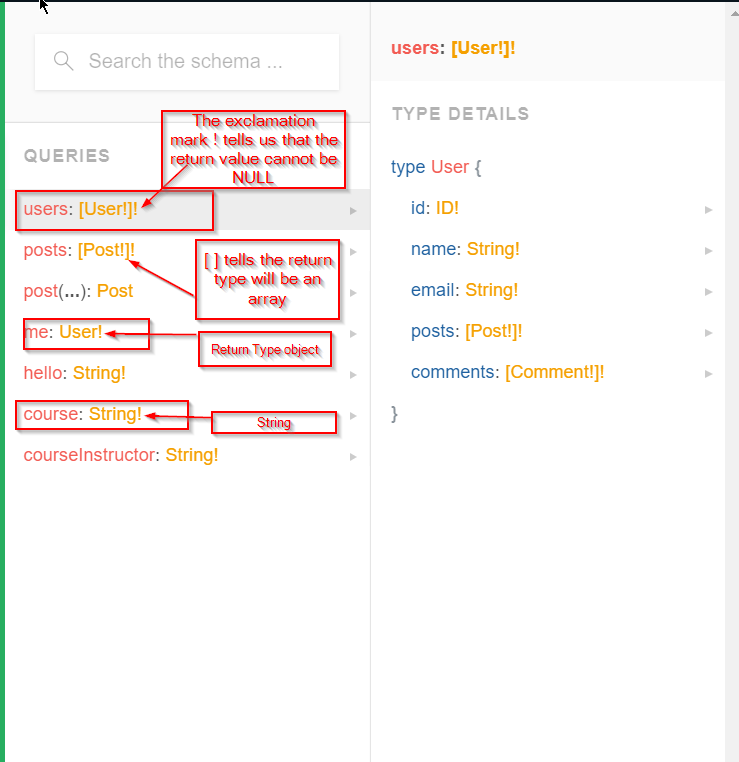 Search the schema ...
QUERIES
The exclamation
mark ! tells us that the
return value cannot be
NULL
users: [User!]!
posts: [Post!]!
[ ] tells the return
type will be an
array
post(...): Post
me: User!
Return Type object
hello: String!
course: String!
String
courseInstructor: String!
users: [User!]!
TYPE DETAILS
type User {
id: ID!
name: String!
email: String!
posts: [Post!]!
comments: [Comment!]!
}